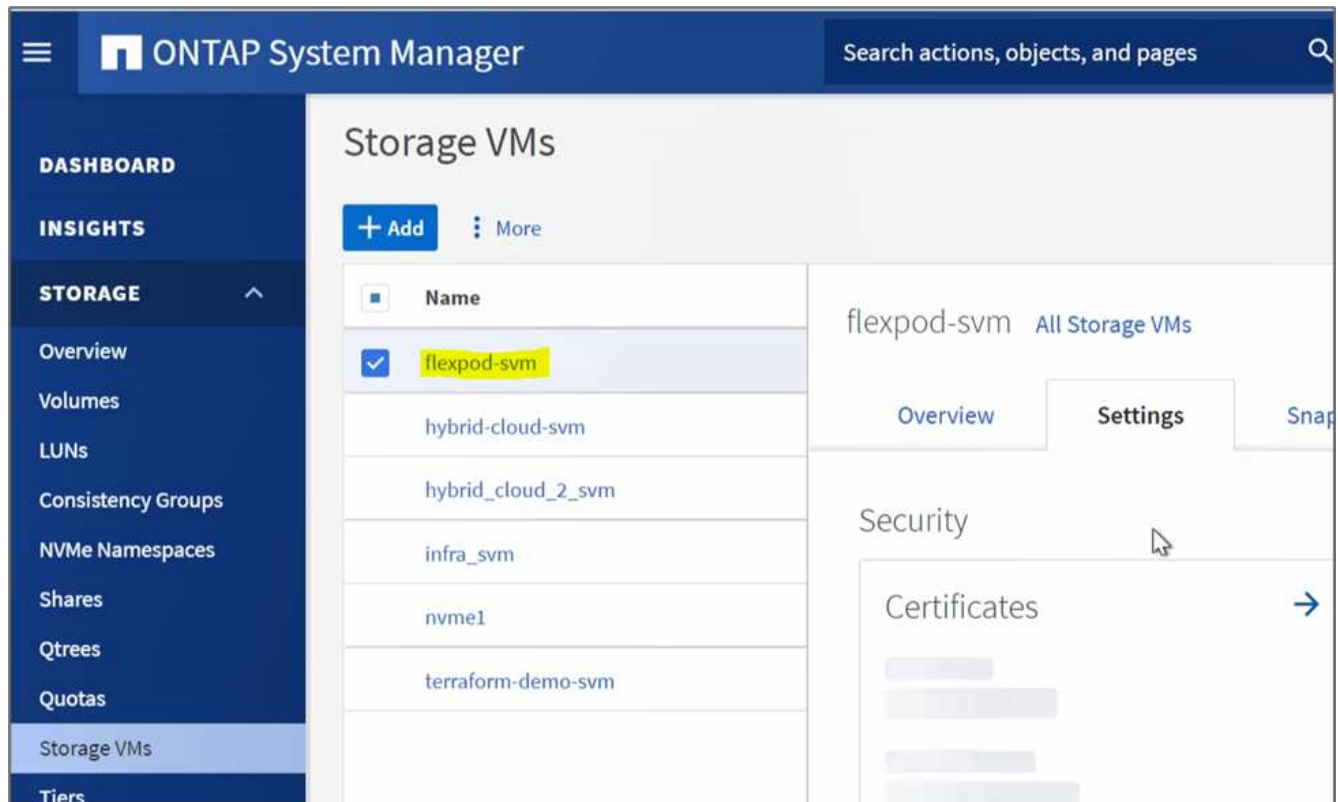 ONTAP System Manager
Search actions, objects, and pages
DASHBOARD
INSIGHTS
STORAGE
Overview
Volumes
LUNs
Consistency Groups
NVMe Namespaces
Shares
Qtrees
Quotas
Storage VMs
Tiers
Storage VMs
+ Add
More
Name
flexpod-svm
hybrid-cloud-svm
hybrid_cloud_2_svm
infra_svm
nvme1
terraform-demo-svm
flexpod-svm All Storage VMs
Overview Settings Snap
Security
Certificates